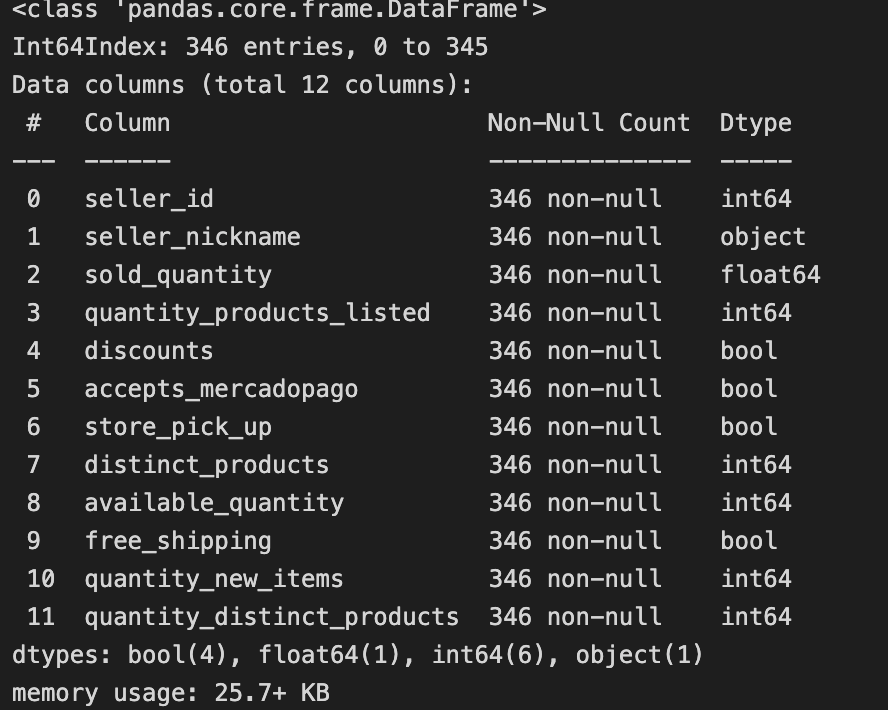 <class 'pandas.core.frame.DataFrame'>
Int64Index: 346 entries, 0 to 345
Data columns (total 12 columns):
 #   Column                      Non-Null Count  Dtype
---  ------                      --------------  -----
 0   seller_id                   346 non-null    int64
 1   seller_nickname             346 non-null    object
 2   sold_quantity               346 non-null    float64
 3   quantity_products_listed    346 non-null    int64
 4   discounts                   346 non-null    bool
 5   accepts_mercadopago         346 non-null    bool
 6   store_pick_up               346 non-null    bool
 7   distinct_products           346 non-null    int64
 8   available_quantity          346 non-null    int64
 9   free_shipping               346 non-null    bool
 10  quantity_new_items          346 non-null    int64
 11  quantity_distinct_products  346 non-null    int64
dtypes: bool(4), float64(1), int64(6), object(1)
memory usage: 25.7+ KB